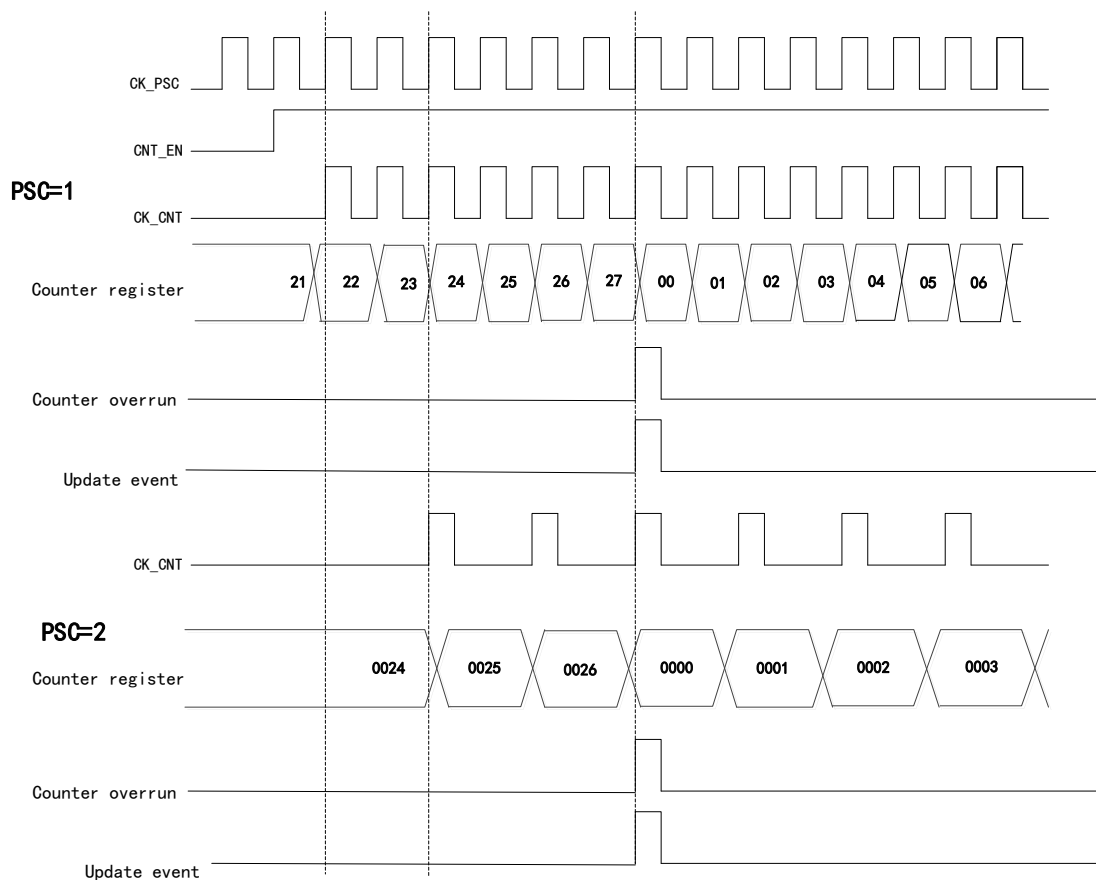 CK_PSC
CNT_EN
PSC=1
CK_CNT
Counter register 21 22 23 24 25 26 27 00 01 02 03 04 05 06
Counter overrun
Update event
CK_CNT
PSC=2
Counter register 0024 0025 0026 0000 0001 0002 0003
Counter overrun
Update event